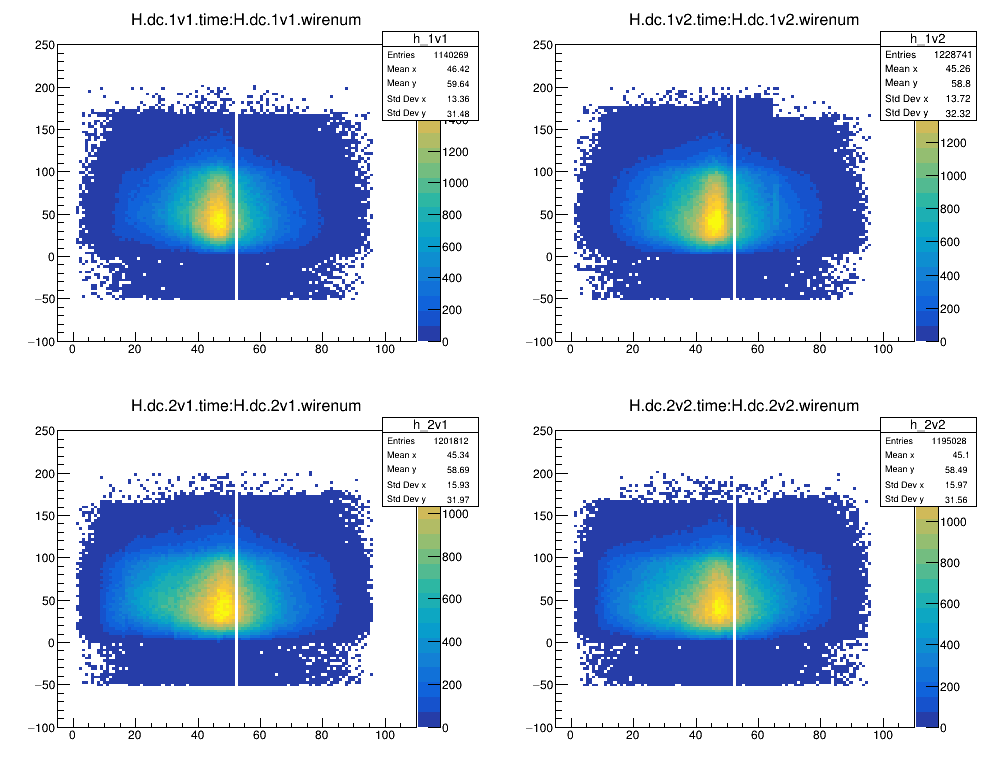 H.dc.1v1.time:H.dc.1v1.wirenum
h_1v1
Entries 1140269
Mean x 46.42
Mean y 59.64
Std Dev x 13.36
Std Dev y 31.48
250
200
150
100
50
0
−50
−100
0 20 40 60 80 100
1400
1200
1000
800
600
400
200
0
H.dc.1v2.time:H.dc.1v2.wirenum
h_1v2
Entries 1228741
Mean x 45.26
Mean y 58.8
Std Dev x 13.72
Std Dev y 32.32
250
200
150
100
50
0
−50
−100
0 20 40 60 80 100
1200
1000
800
600
400
200
0
H.dc.2v1.time:H.dc.2v1.wirenum
h_2v1
Entries 1201812
Mean x 45.34
Mean y 58.69
Std Dev x 15.93
Std Dev y 31.97
250
200
150
100
50
0
−50
−100
0 20 40 60 80 100
1000
800
600
400
200
0
H.dc.2v2.time:H.dc.2v2.wirenum
h_2v2
Entries 1195028
Mean x 45.1
Mean y 58.49
Std Dev x 15.97
Std Dev y 31.56
250
200
150
100
50
0
−50
−100
0 20 40 60 80 100
1000
800
600
400
200
0